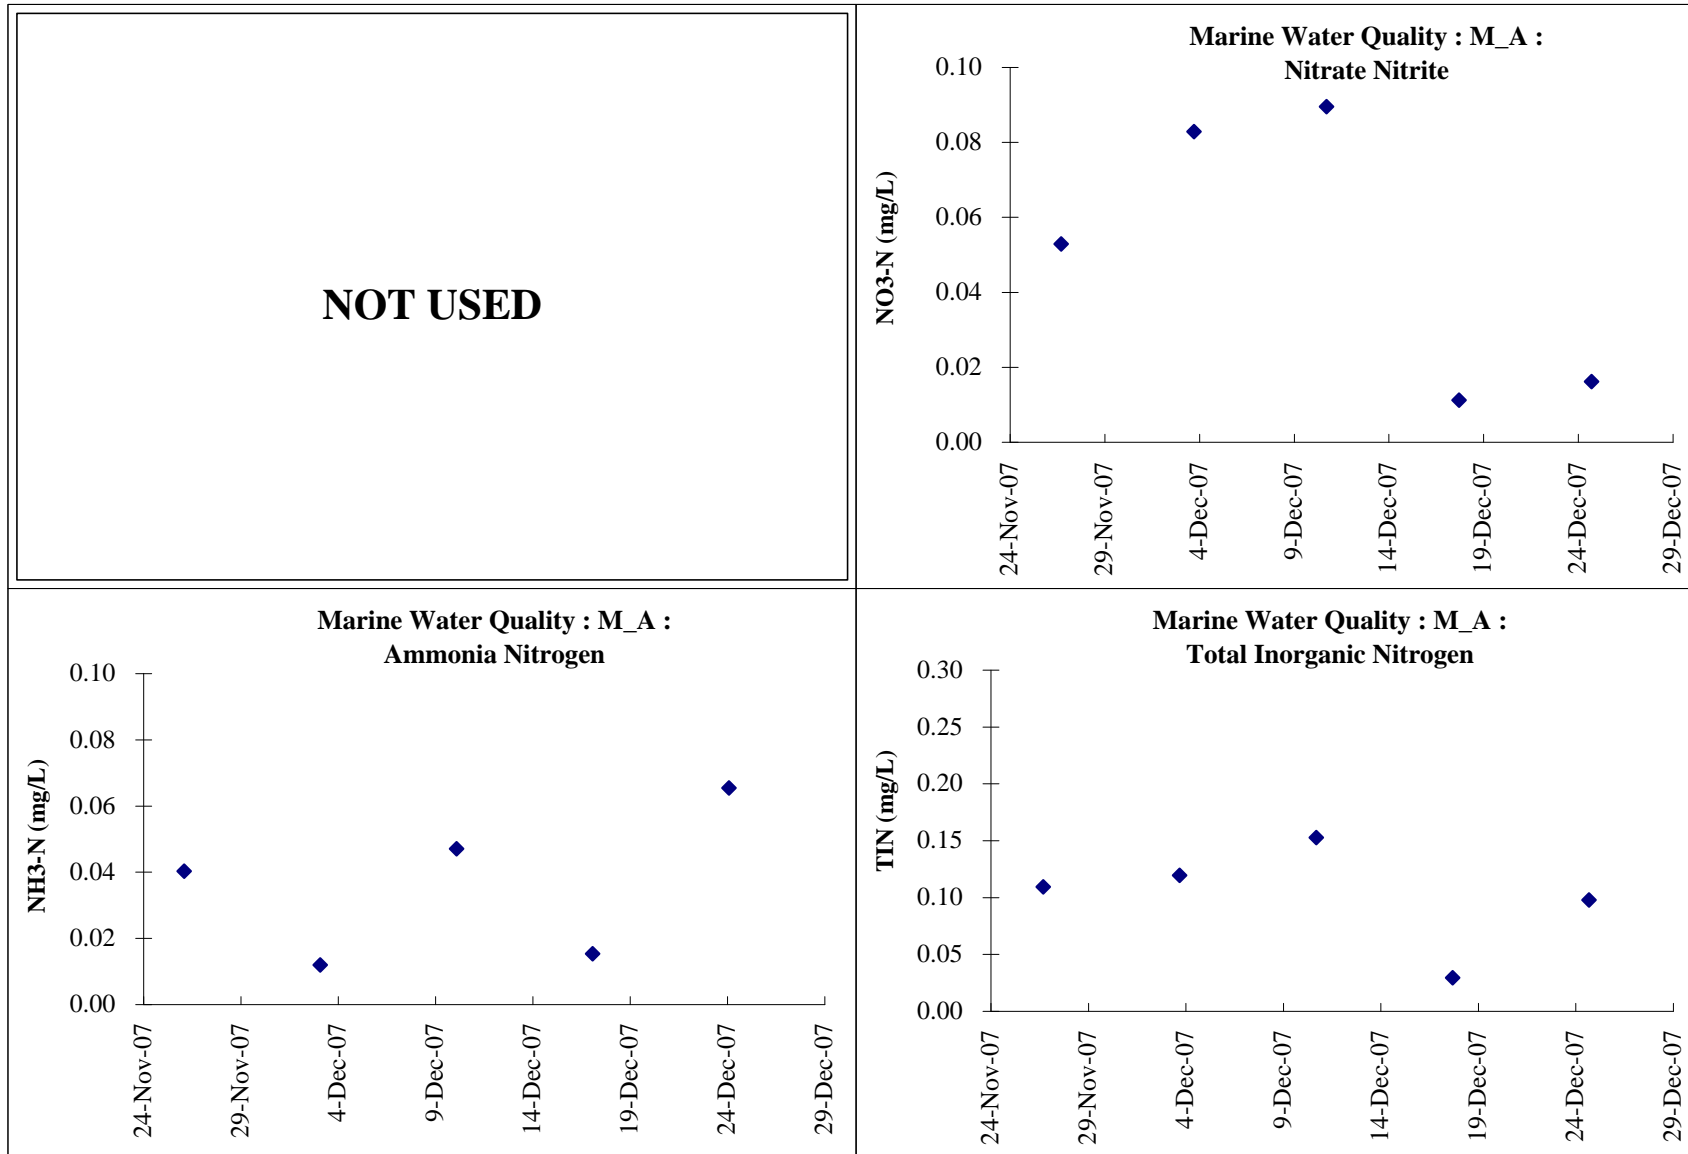 NOT USED
Marine Water Quality : M_A :
Nitrate Nitrite
NO3-N (mg/L)
0.10
0.08
0.06
0.04
0.02
0.00
24-Nov-07
29-Nov-07
4-Dec-07
9-Dec-07
14-Dec-07
19-Dec-07
24-Dec-07
29-Dec-07
Marine Water Quality : M_A :
Ammonia Nitrogen
NH3-N (mg/L)
0.10
0.08
0.06
0.04
0.02
0.00
24-Nov-07
29-Nov-07
4-Dec-07
9-Dec-07
14-Dec-07
19-Dec-07
24-Dec-07
29-Dec-07
Marine Water Quality : M_A :
Total Inorganic Nitrogen
TIN (mg/L)
0.30
0.25
0.20
0.15
0.10
0.05
0.00
24-Nov-07
29-Nov-07
4-Dec-07
9-Dec-07
14-Dec-07
19-Dec-07
24-Dec-07
29-Dec-07